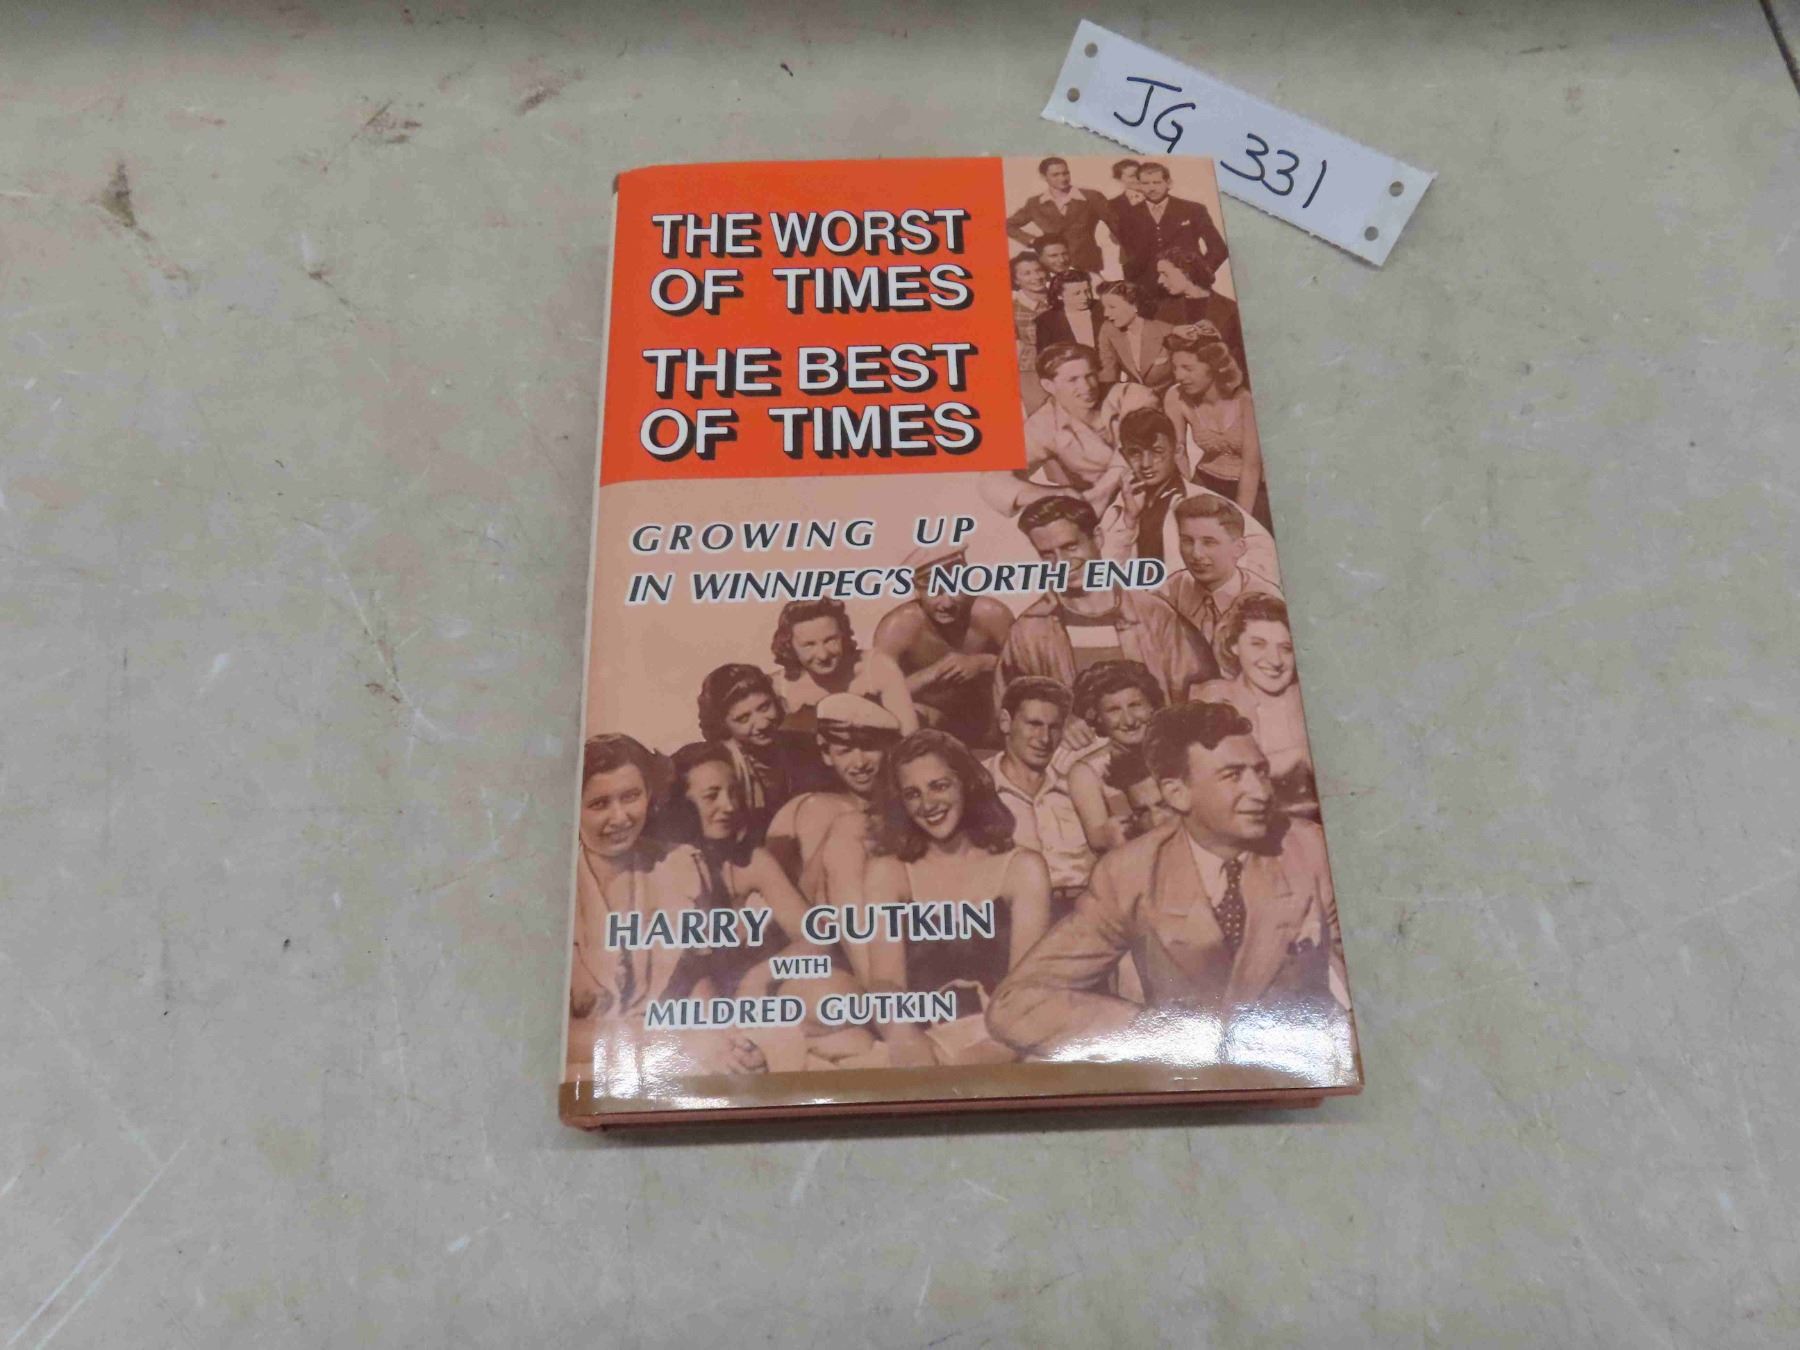 JG 331
THE WORST
OF TIMES
THE BEST
OF TIMES
GROWING UP
IN WINNIPEG'S NORTH END
HARRY GUTKIN
WITH
MILDRED GUTKIN